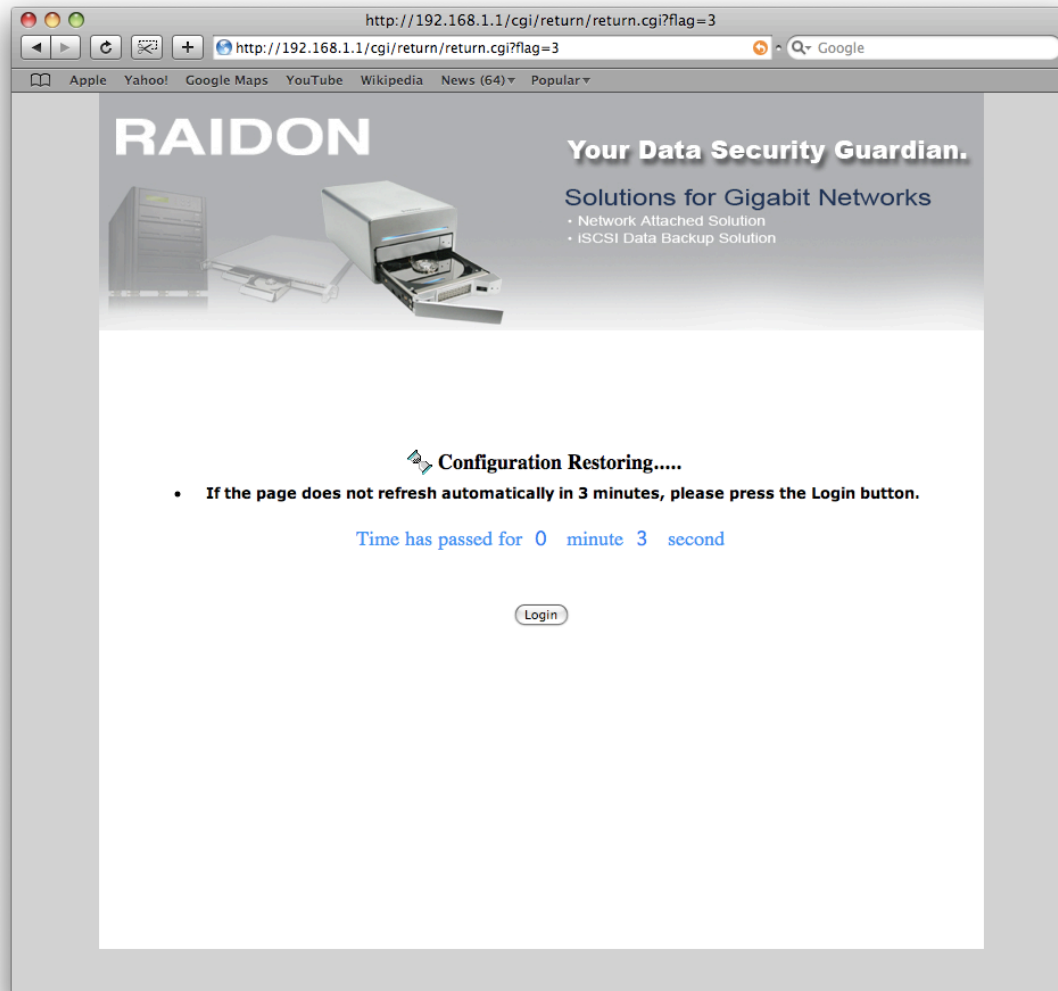 http://192.168.1.1/cgi/return/return.cgi?flag=3
http://192.168.1.1/cgi/return/return.cgi?flag=3 Google
Apple Yahoo! Google Maps YouTube Wikipedia News (64) Popular
RAIDON
Your Data Security Guardian.
Solutions for Gigabit Networks
· Network Attached Solution
· iSCSI Data Backup Solution
Configuration Restoring.....
• If the page does not refresh automatically in 3 minutes, please press the Login button.
Time has passed for 0 minute 3 second
Login